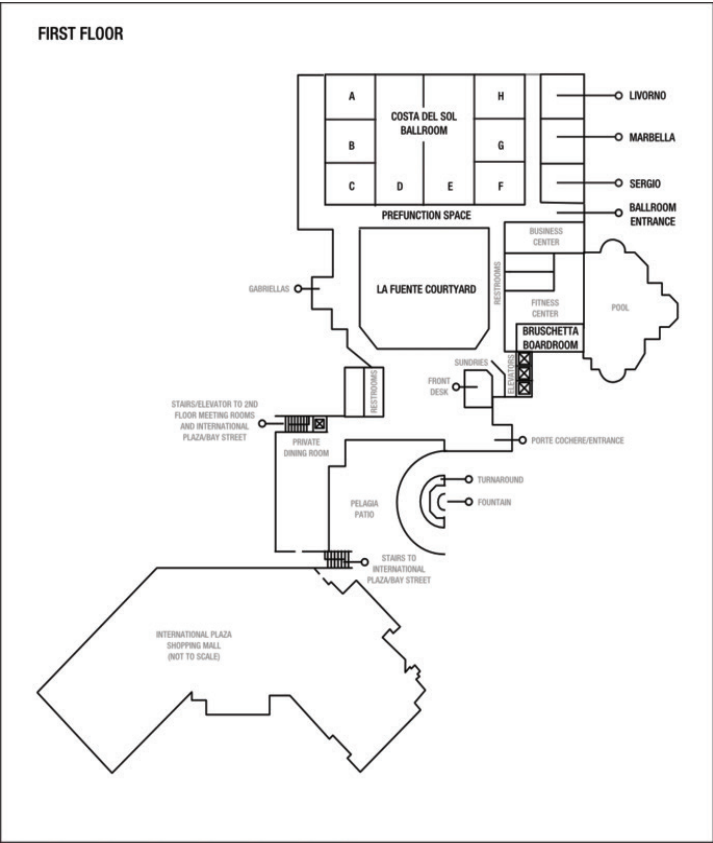 FIRST FLOOR
A
H
LIVORNO
COSTA DEL SOL
BALLROOM
MARBELLA
B
G
C
D
E
F
SERGIO
PREFUNCTION SPACE
BALLROOM
ENTRANCE
BUSINESS
CENTER
RESTROOMS
GABRIELLAS
LA FUENTE COURTYARD
FITNESS
CENTER
POOL
BRUSCHETTA
BOARDROOM
SUNDRIES
ELEVATORS
FRONT
DESK
RESTROOMS
STAIRS/ELEVATOR TO 2ND
FLOOR MEETING ROOMS
AND INTERNATIONAL
PLAZA/BAY STREET
PRIVATE
DINING ROOM
PORTE COCHERE/ENTRANCE
TURNAROUND
FOUNTAIN
PELAGIA
PATIO
STAIRS TO
INTERNATIONAL
PLAZA/BAY STREET
INTERNATIONAL PLAZA
SHOPPING MALL
(NOT TO SCALE)